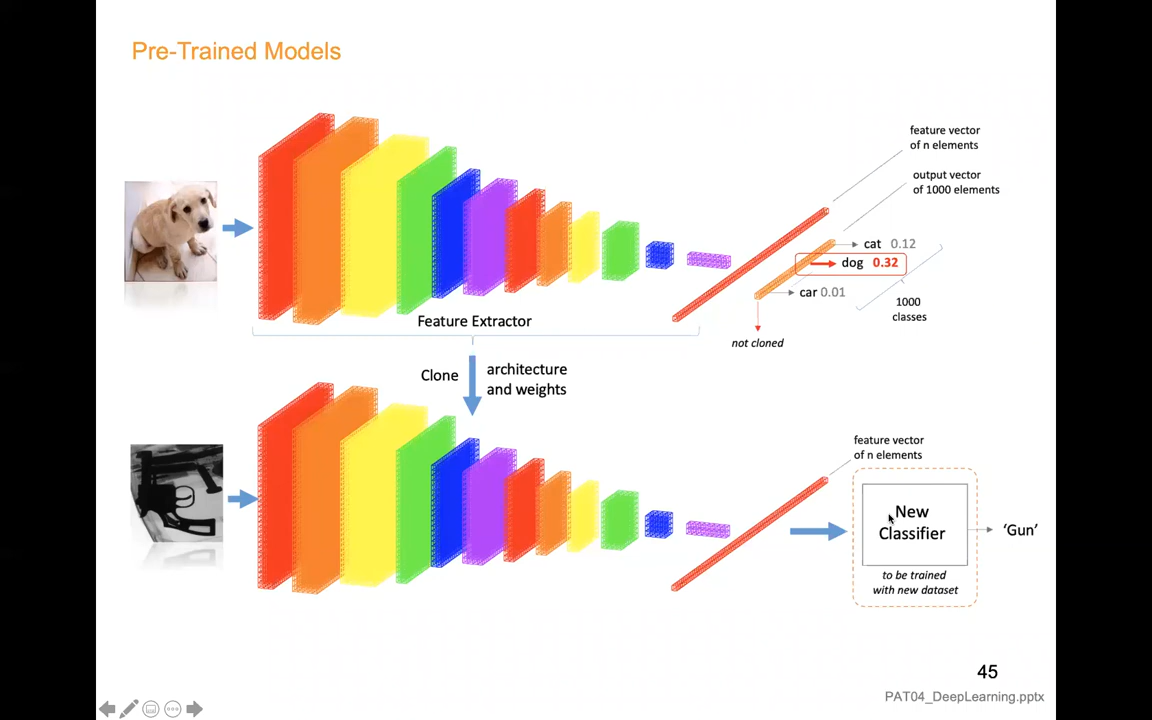 Pre-Trained Models
feature vector
of n elements
output vector
of 1000 elements
cat 0.12
dog 0.32
car 0.01
1000
classes
not cloned
Feature Extractor
Clone
architecture
and weights
feature vector
of n elements
New
Classifier
'Gun'
to be trained
with new dataset
45
PAT04_DeepLearning.pptx